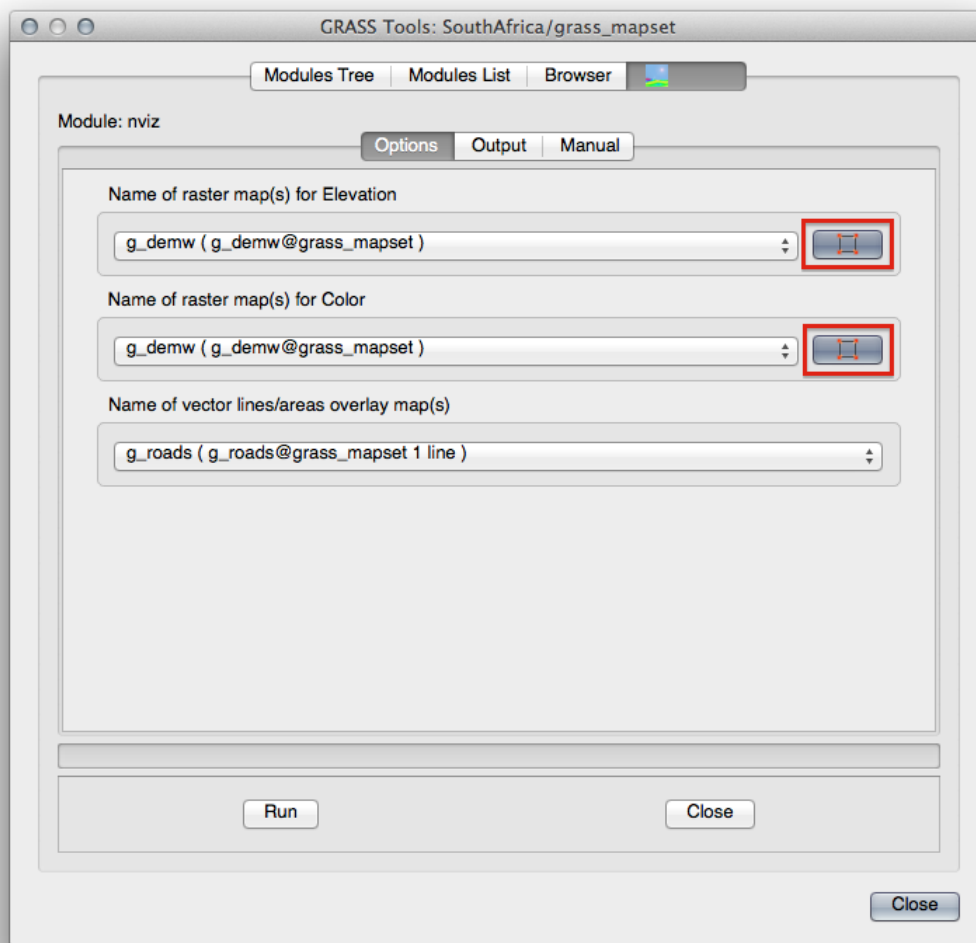 GRASS Tools: SouthAfrica/grass_mapset
Modules Tree Modules List Browser
Module: nviz
Options Output Manual
Name of raster map(s) for Elevation
g_demw ( g_demw@grass_mapset )
Name of raster map(s) for Color
g_demw ( g_demw@grass_mapset )
Name of vector lines/areas overlay map(s)
g_roads ( g_roads@grass_mapset 1 line )
Run Close
Close